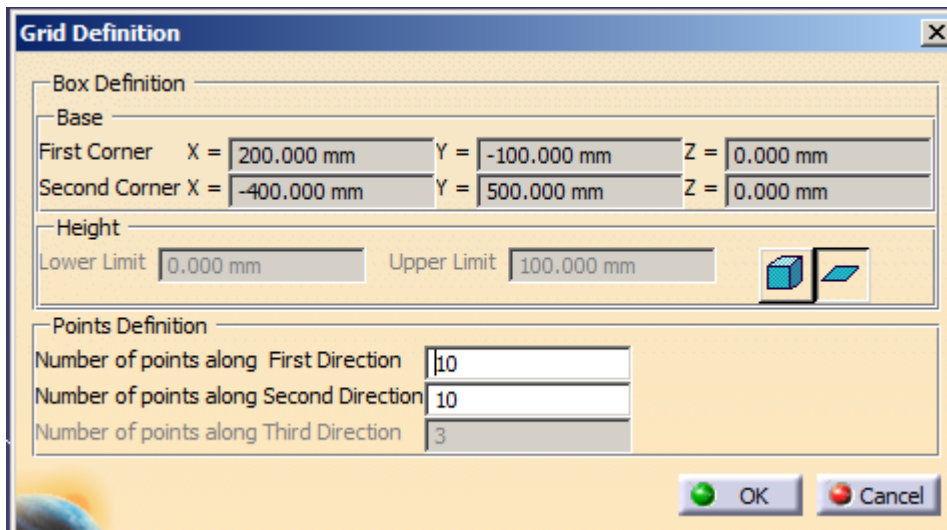 Grid Definition
Box Definition
Base
First Corner X = 200.000 mm Y = -100.000 mm Z = 0.000 mm
Second Corner X = -400.000 mm Y = 500.000 mm Z = 0.000 mm
Height
Lower Limit 0.000 mm Upper Limit 100.000 mm
Points Definition
Number of points along First Direction 10
Number of points along Second Direction 10
Number of points along Third Direction 3
OK Cancel